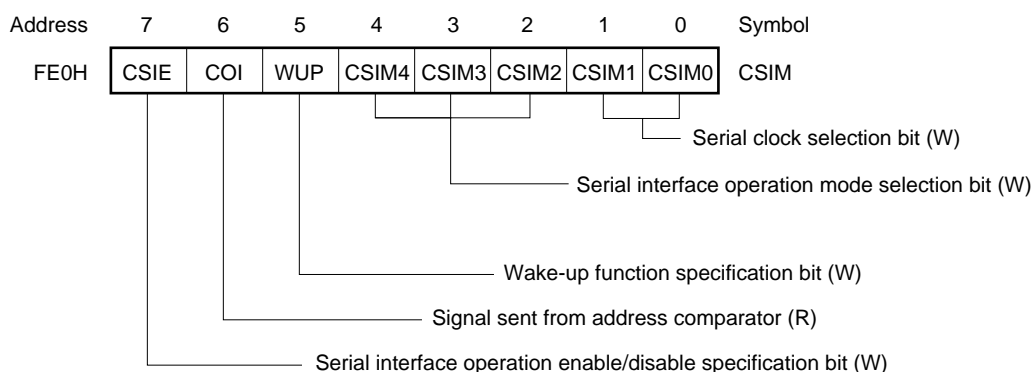 Address 7 6 5 4 3 2 1 0 Symbol
FE0H CSIE COI WUP CSIM4 CSIM3 CSIM2 CSIM1 CSIM0 CSIM
Serial clock selection bit (W)
Serial interface operation mode selection bit (W)
Wake-up function specification bit (W)
Signal sent from address comparator (R)
Serial interface operation enable/disable specification bit (W)